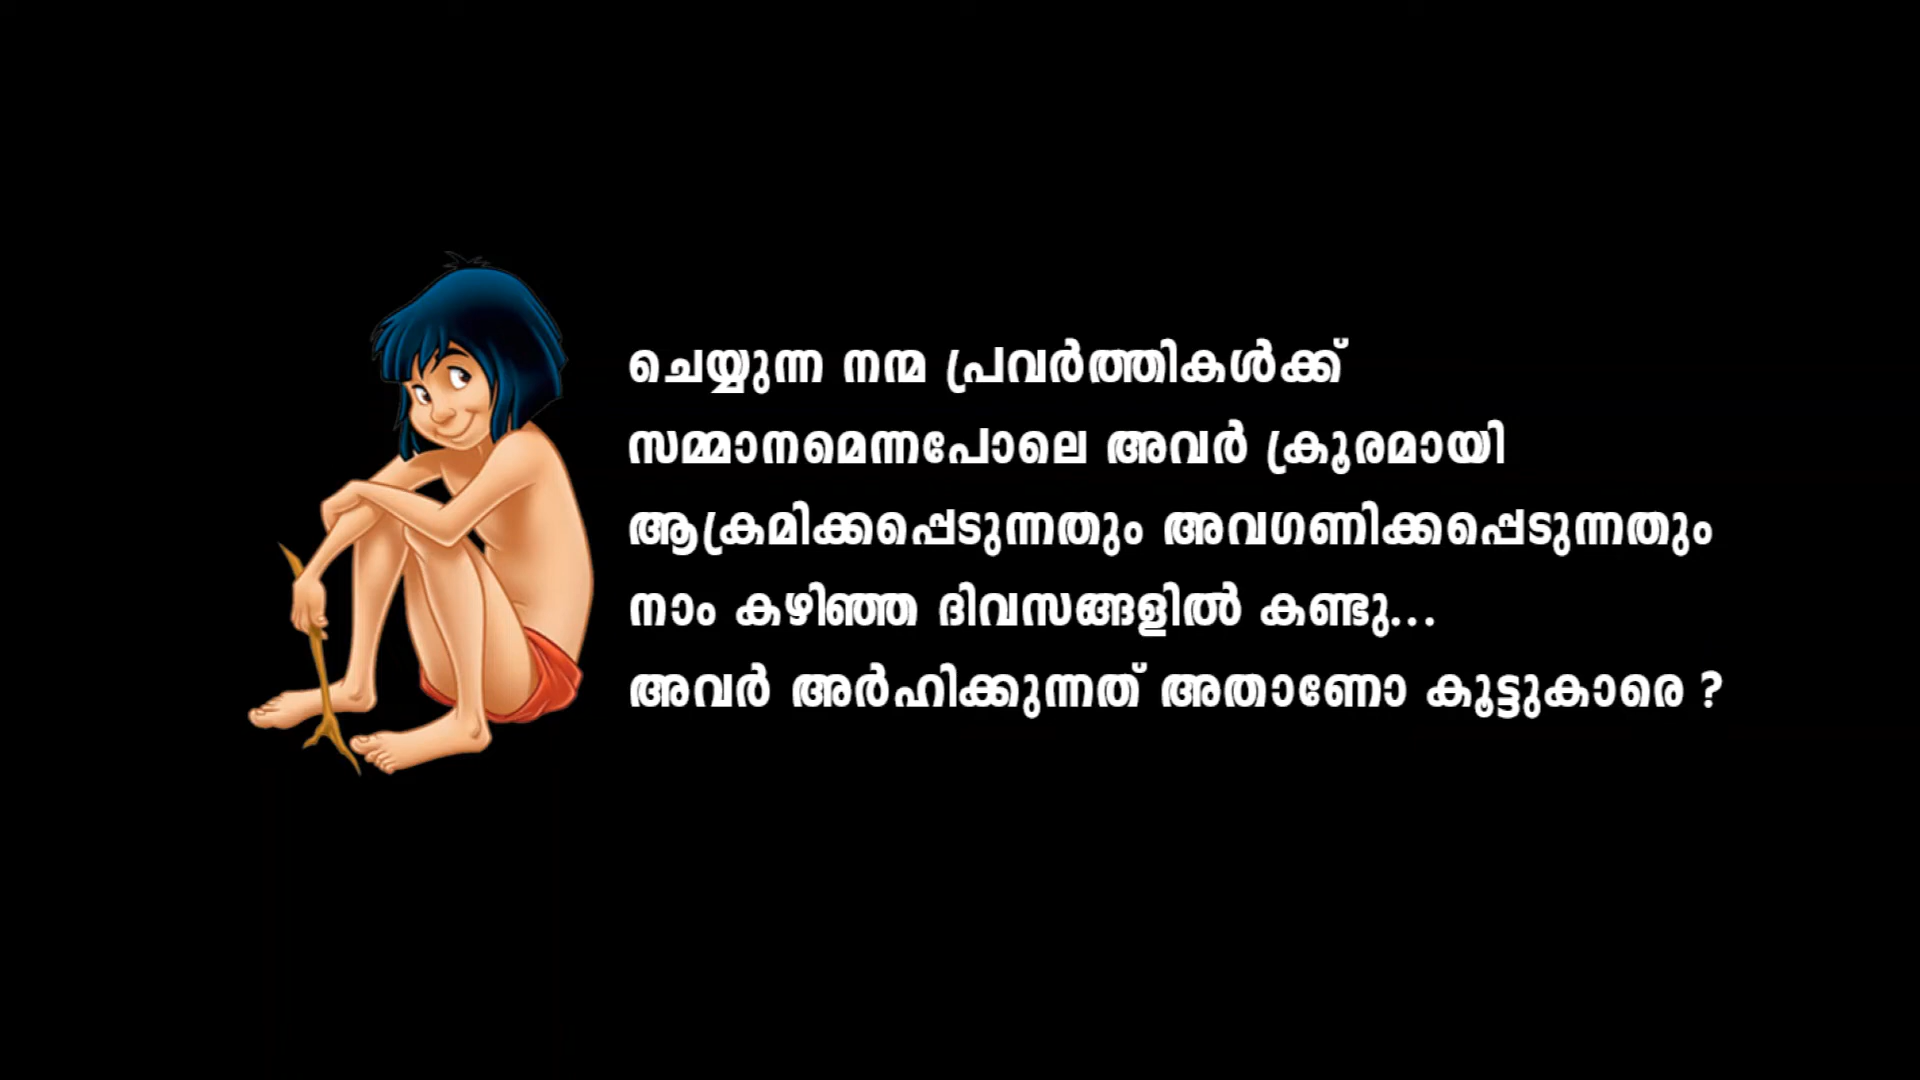 ചെയ്യുന്ന നന്മ പ്രവർത്തികൾക്ക്
സമ്മാനമെന്നപോലെ അവർ ക്രൂരമായി
ആക്രമിക്കപ്പെടുന്നതും അവഗണിക്കപ്പെടുന്നതും
നാം കഴിഞ്ഞ ദിവസങ്ങളിൽ കണ്ടു...
അവർ അർഹിക്കുന്നത് അതാണോ കൂട്ടുകാരെ ?